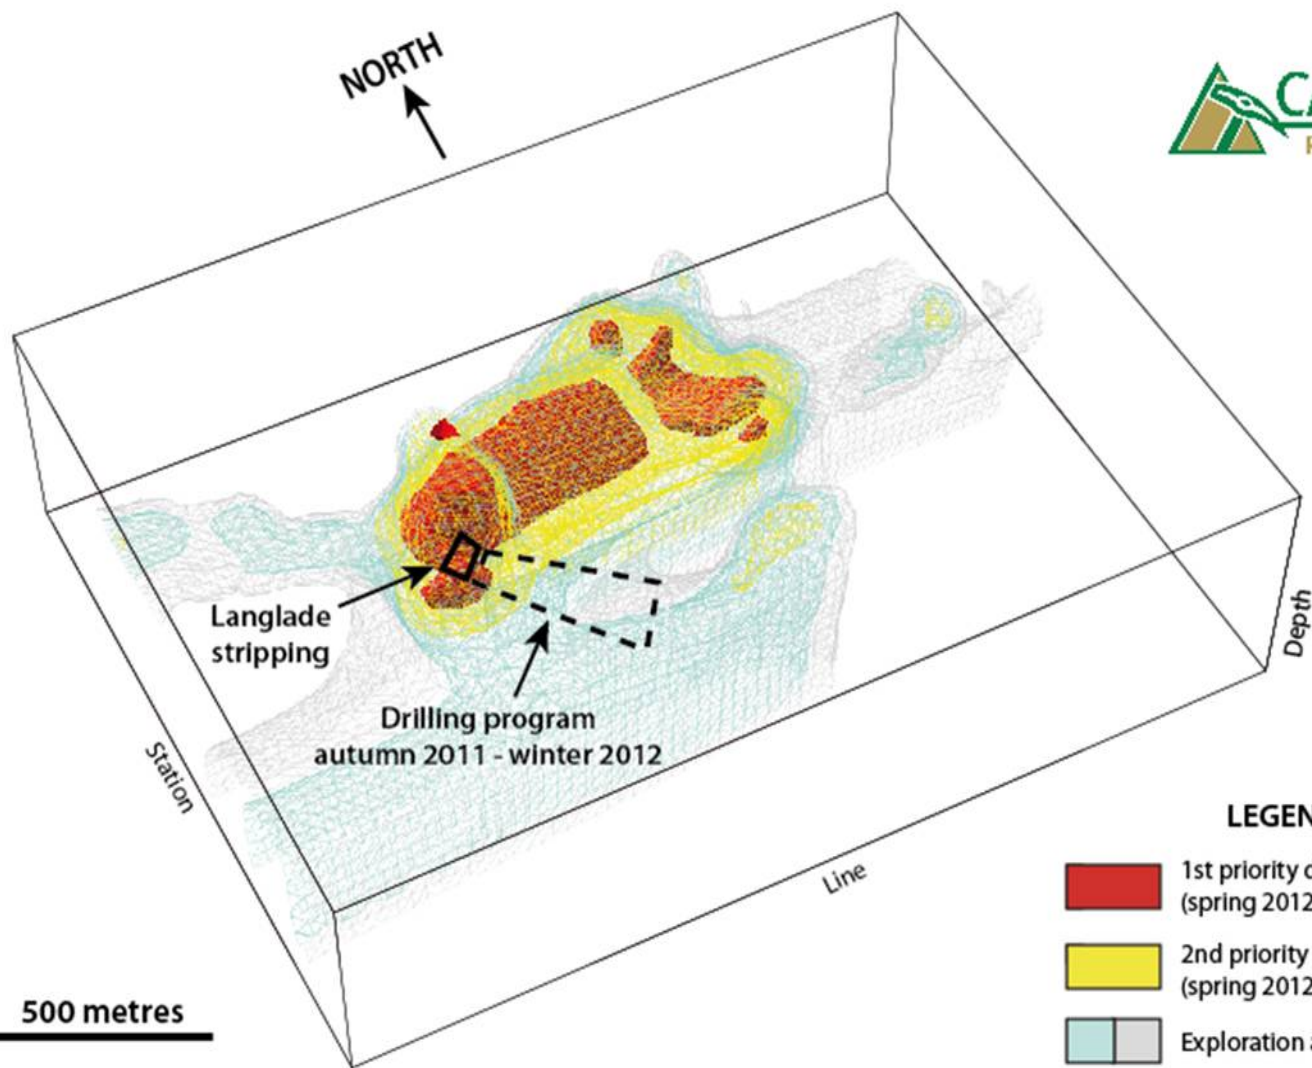 NORTH
Langlade
stripping
Drilling program
autumn 2011 - winter 2012
Station
Line
Depth
500 metres
1st priority
(spring 2012
2nd priority
(spring 2012
Exploration